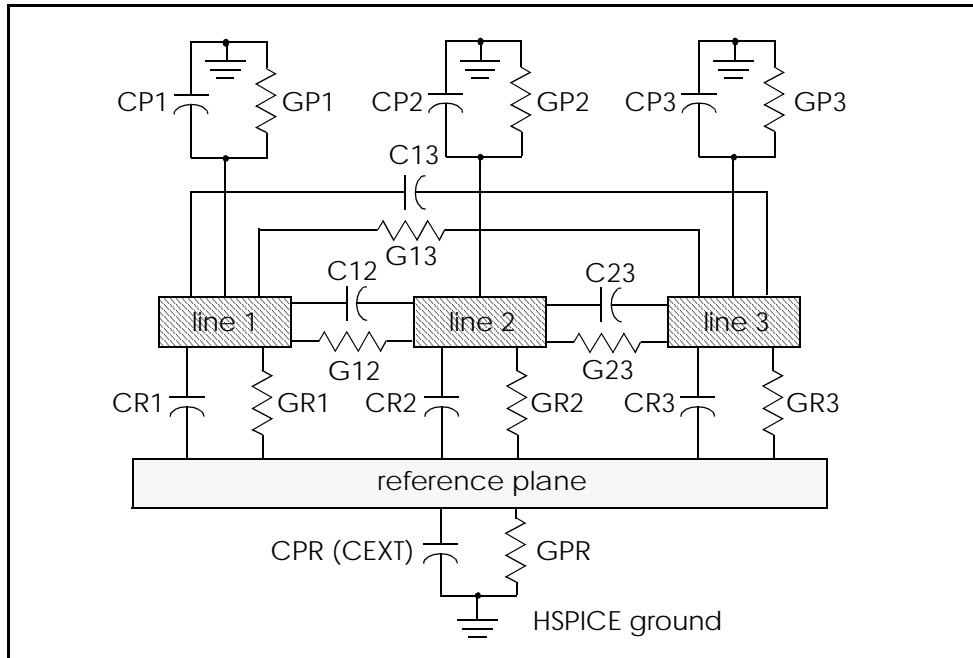 CP1 GP1 CP2 GP2 CP3 GP3
C13
G13
C12 C23
line 1 line 2 line 3
G12 G23
CR1 GR1 CR2 GR2 CR3 GR3
reference plane
CPR (CEXT) GPR
HSPICE ground